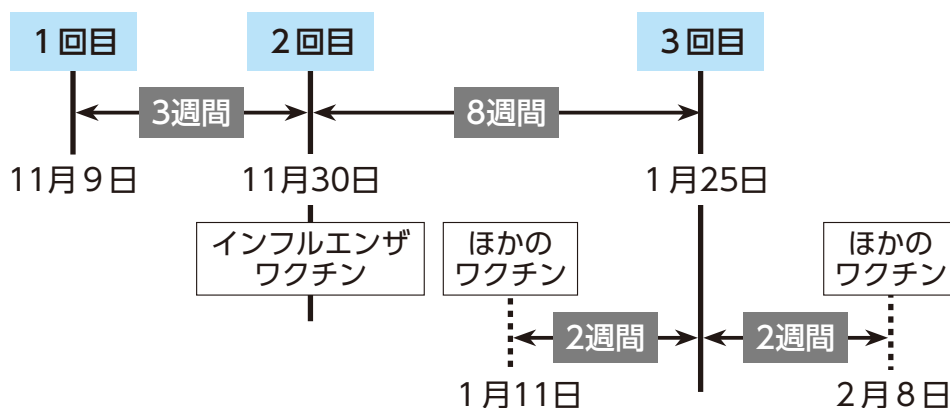 1回目
2回目
3回目
3週間
8週間
11月9日
11月30日
1月25日
インフルエンザ
ワクチン
ほかの
ワクチン
ほかの
ワクチン
2週間
2週間
1月11日
2月8日